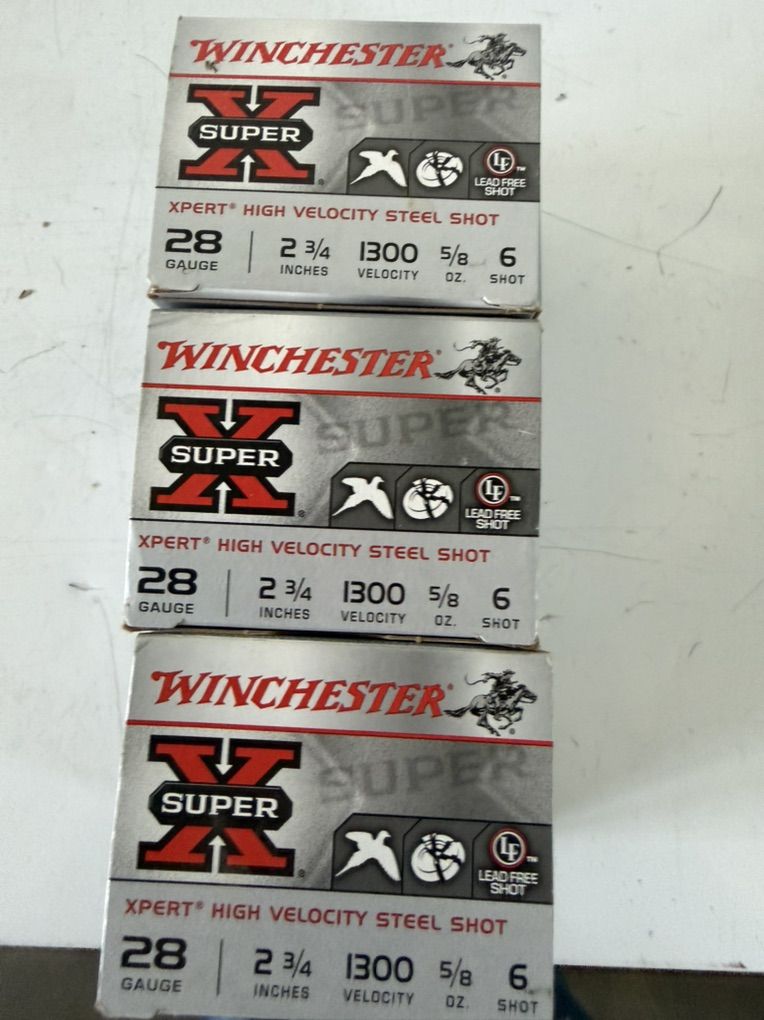 WINCHESTER®
SUPER
X
SUPER
®
LF™
LEAD FREE
SHOT
XPERT® HIGH VELOCITY STEEL SHOT
28 2 3/4 1300 5/8 6
GAUGE INCHES VELOCITY OZ. SHOT
WINCHESTER®
SUPER
X
SUPER
®
LF™
LEAD FREE
SHOT
XPERT® HIGH VELOCITY STEEL SHOT
28 2 3/4 1300 5/8 6
GAUGE INCHES VELOCITY OZ. SHOT
WINCHESTER®
SUPER
X
SUPER
®
LF™
LEAD FREE
SHOT
XPERT® HIGH VELOCITY STEEL SHOT
28 2 3/4 1300 5/8 6
GAUGE INCHES VELOCITY OZ. SHOT